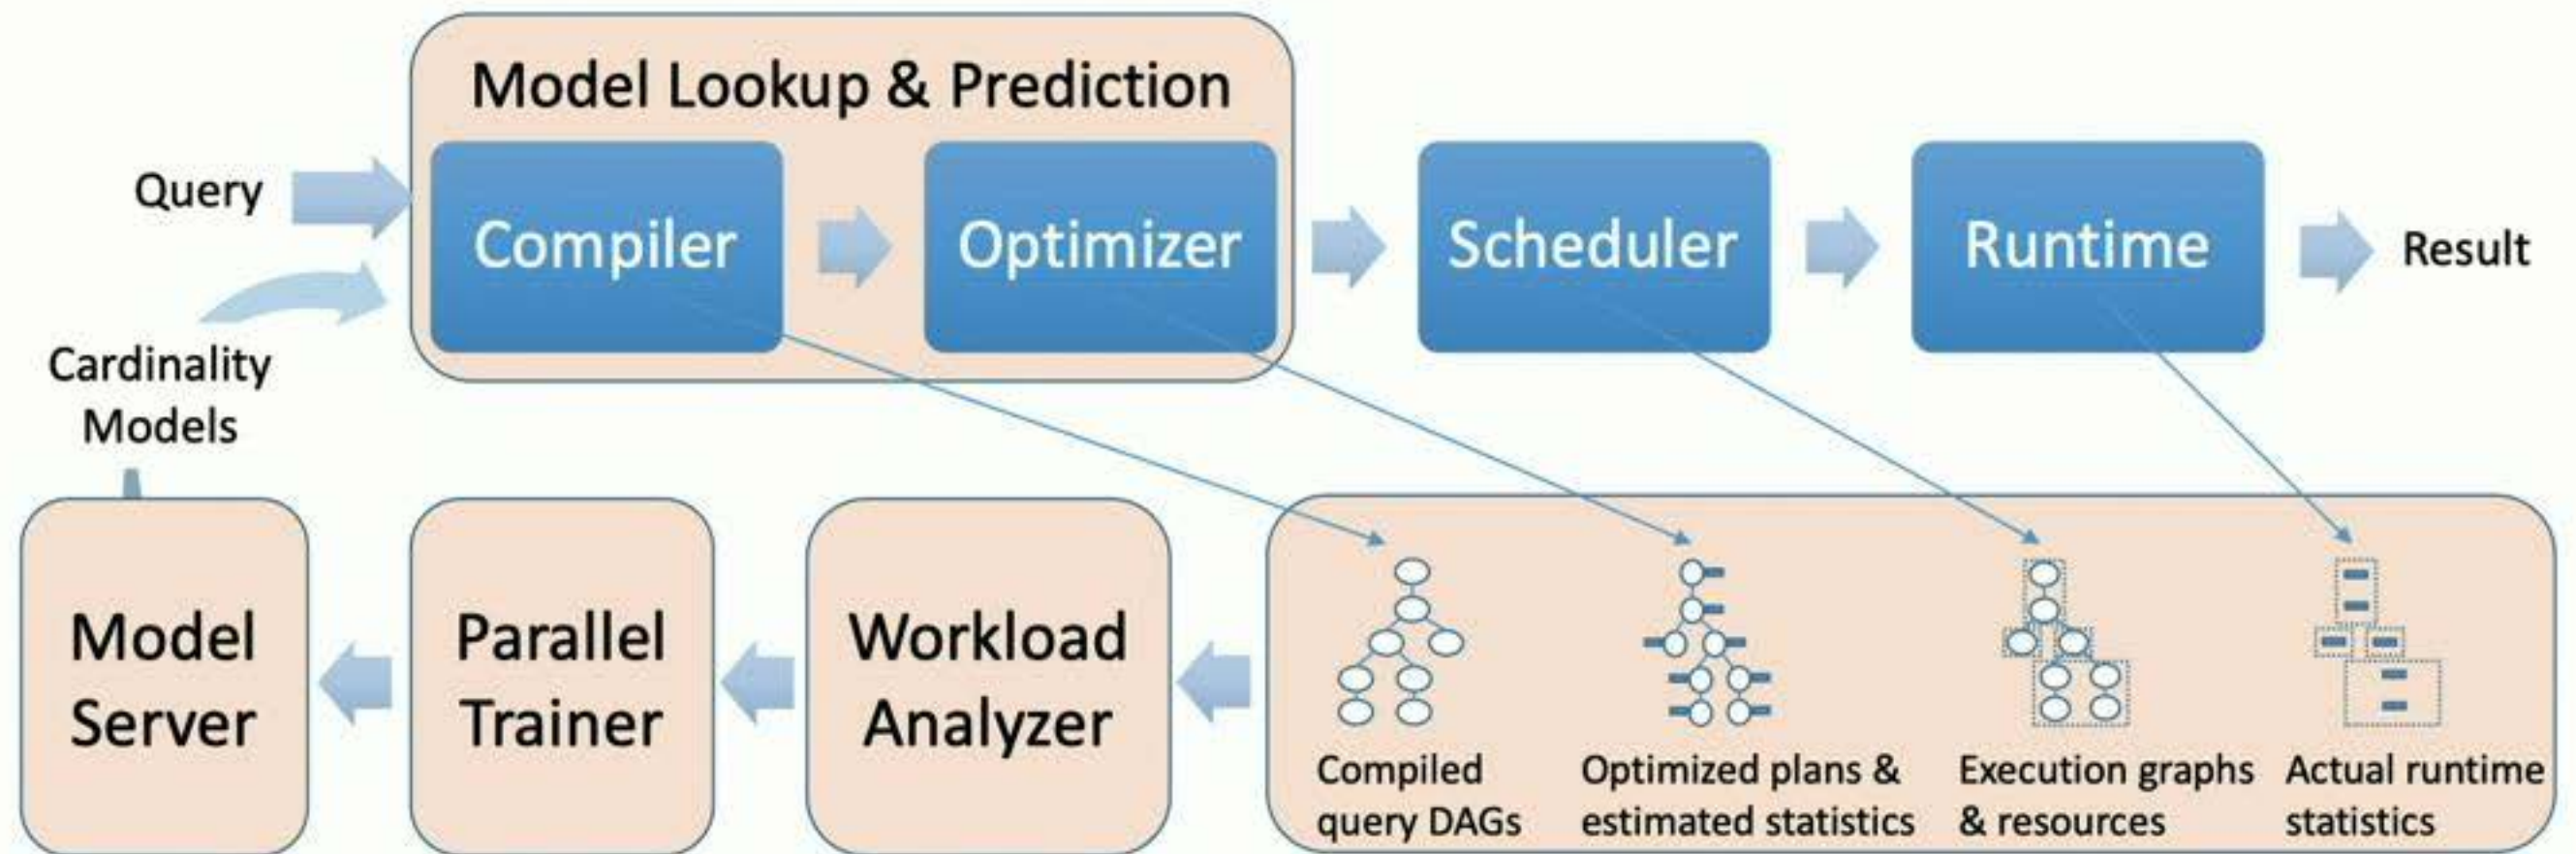 Model Lookup & Prediction
Query
Compiler
Optimizer
Scheduler
Runtime
Result
Cardinality
Models
Model
Server
Parallel
Trainer
Workload
Analyzer
Compiled
query DAGs
Optimized plans &
estimated statistics
Execution graphs
& resources
Actual runtime
statistics